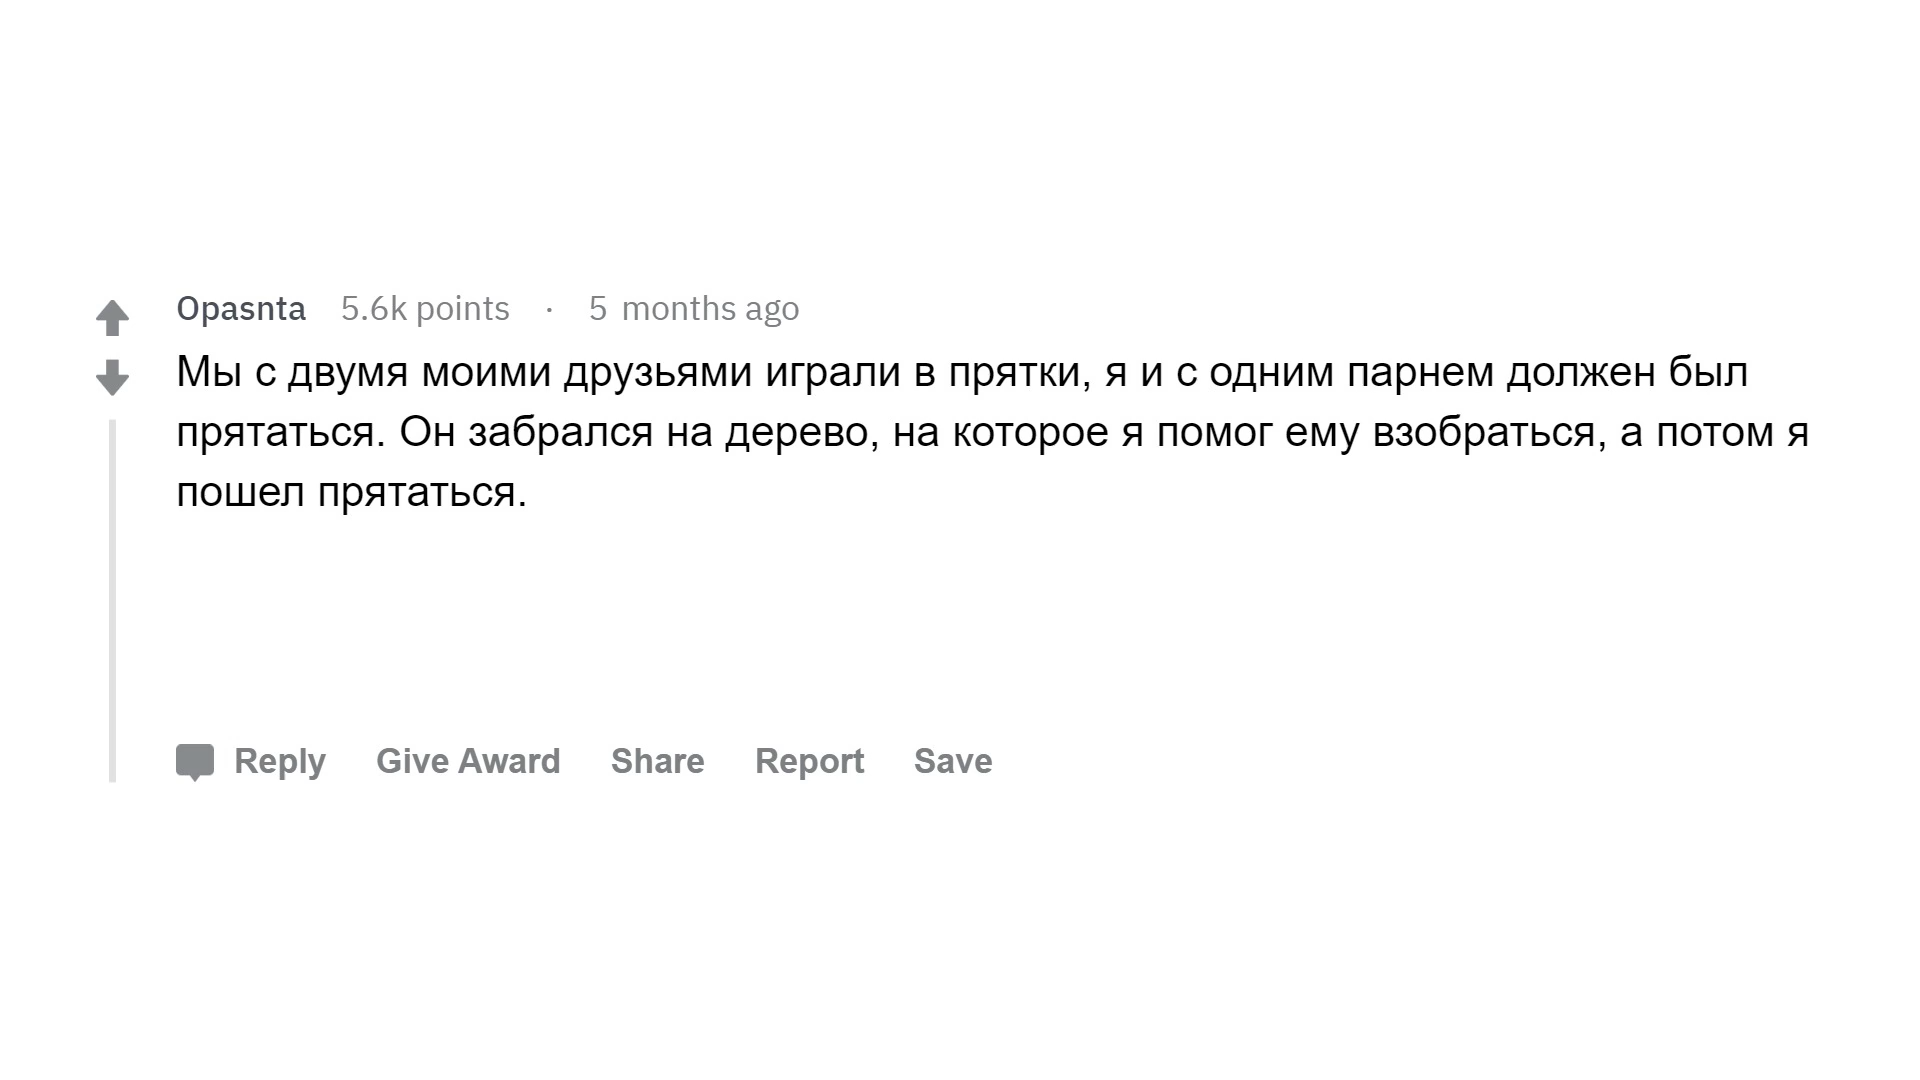 Opasnta 5.6k points · 5 months ago
Мы с двумя моими друзьями играли в прятки, я и с одним парнем должен был
прятаться. Он забрался на дерево, на которое я помог ему взобраться, а потом я
пошел прятаться.
Reply Give Award Share Report Save